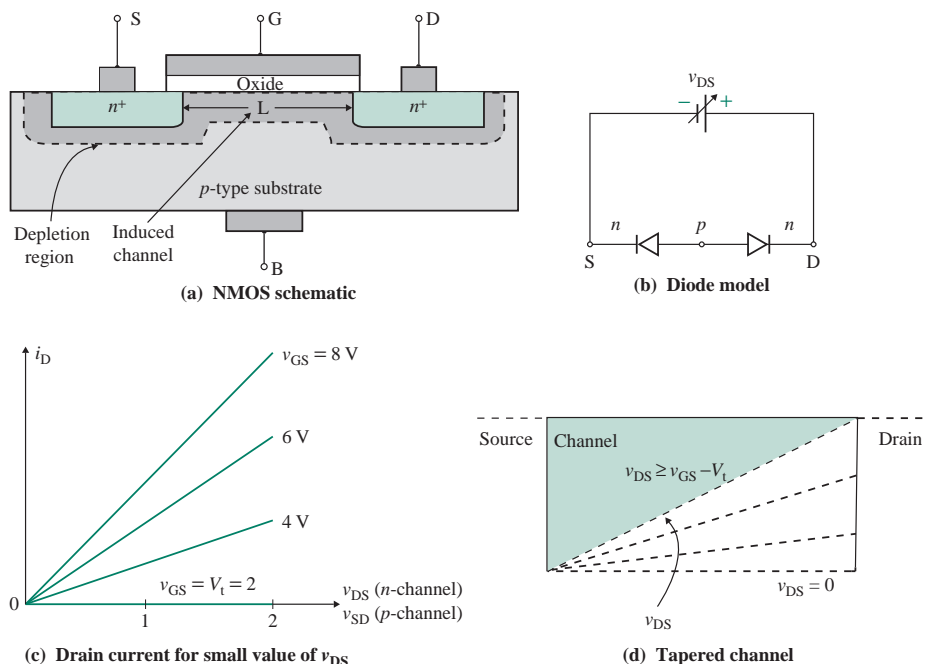 S
G
D
Oxide
n+
L
n+
p-type substrate
Depletion
region
Induced
channel
B
(a) NMOS schematic
vDS
− +
n p n
S D
(b) Diode model
iD
vGS = 8 V
6 V
4 V
vGS = Vt = 2
0
1
2
vDS (n-channel)
vSD (p-channel)
(c) Drain current for small value of vDS
Source
Channel
Drain
vDS ≥ vGS − Vt
vDS = 0
vDS
(d) Tapered channel